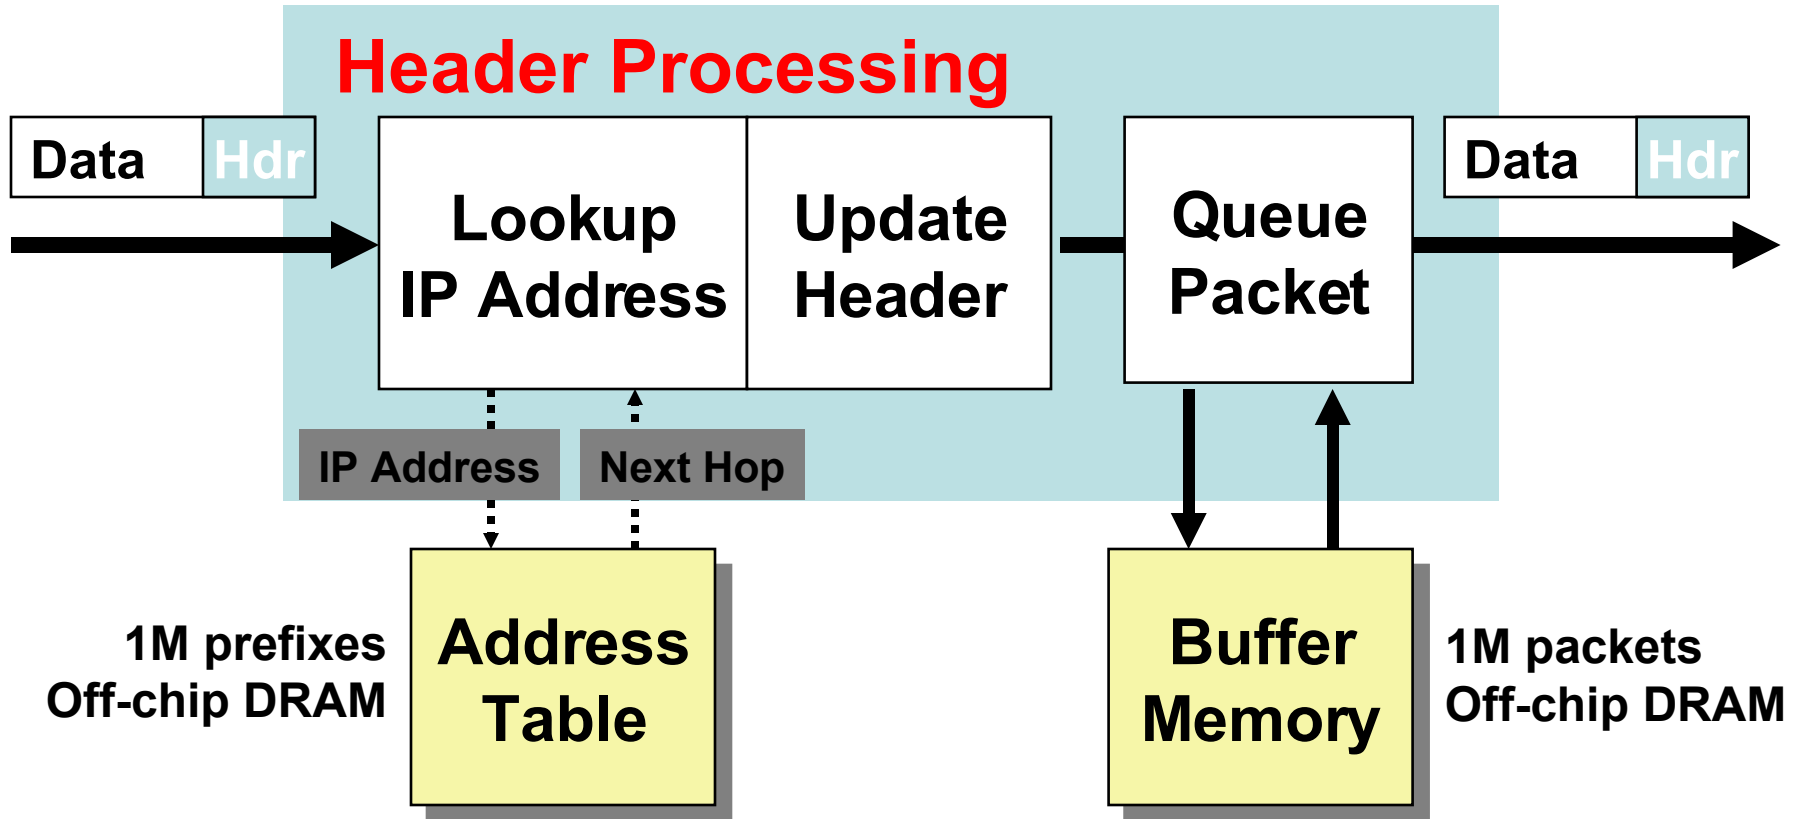 Header Processing
Data Hdr
Lookup
IP Address
Update
Header
Queue
Packet
Data Hdr
IP Address
Next Hop
1M prefixes
Off-chip DRAM
Address
Table
Buffer
Memory
1M packets
Off-chip DRAM